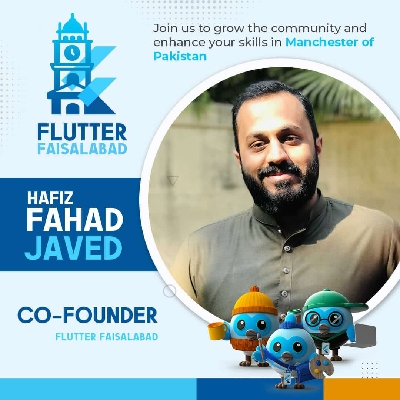 Join us to grow the community and
enhance your skills in Manchester of
Pakistan
FLUTTER
FAISALABAD
HAFIZ
FAHAD
JAVED
CO-FOUNDER
FLUTTER FAISALABAD